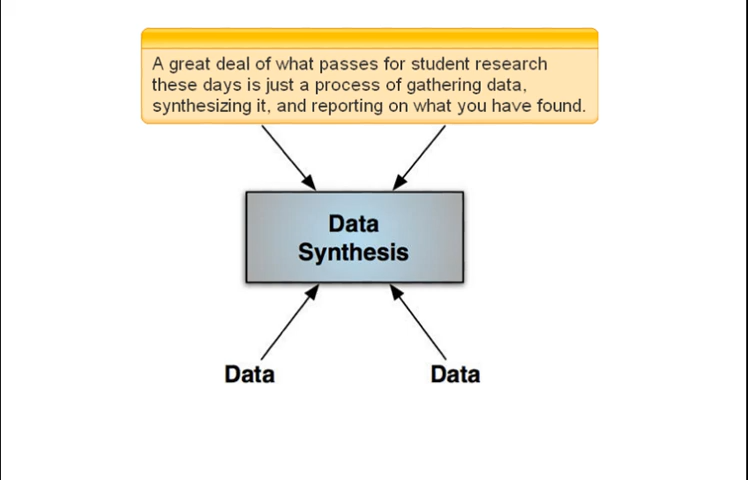 A great deal of what passes for student research
these days is just a process of gathering data,
synthesizing it, and reporting on what you have found.
Data
Synthesis
Data
Data